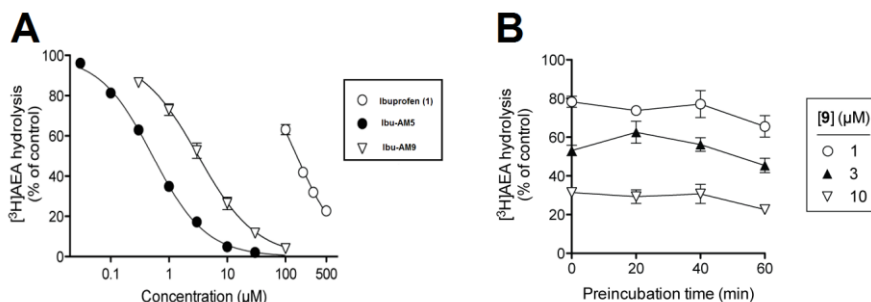 A
[³H]AEA hydrolysis
(% of control)
100
80
60
40
20
0
0.1
1
10
100
500
Concentration (µM)
Ibuprofen (1)
Ibu-AM5
Ibu-AM9
B
[³H]AEA hydrolysis
(% of control)
100
80
60
40
20
0
0
20
40
60
Preincubation time (min)
[9] (µM)
1
3
10